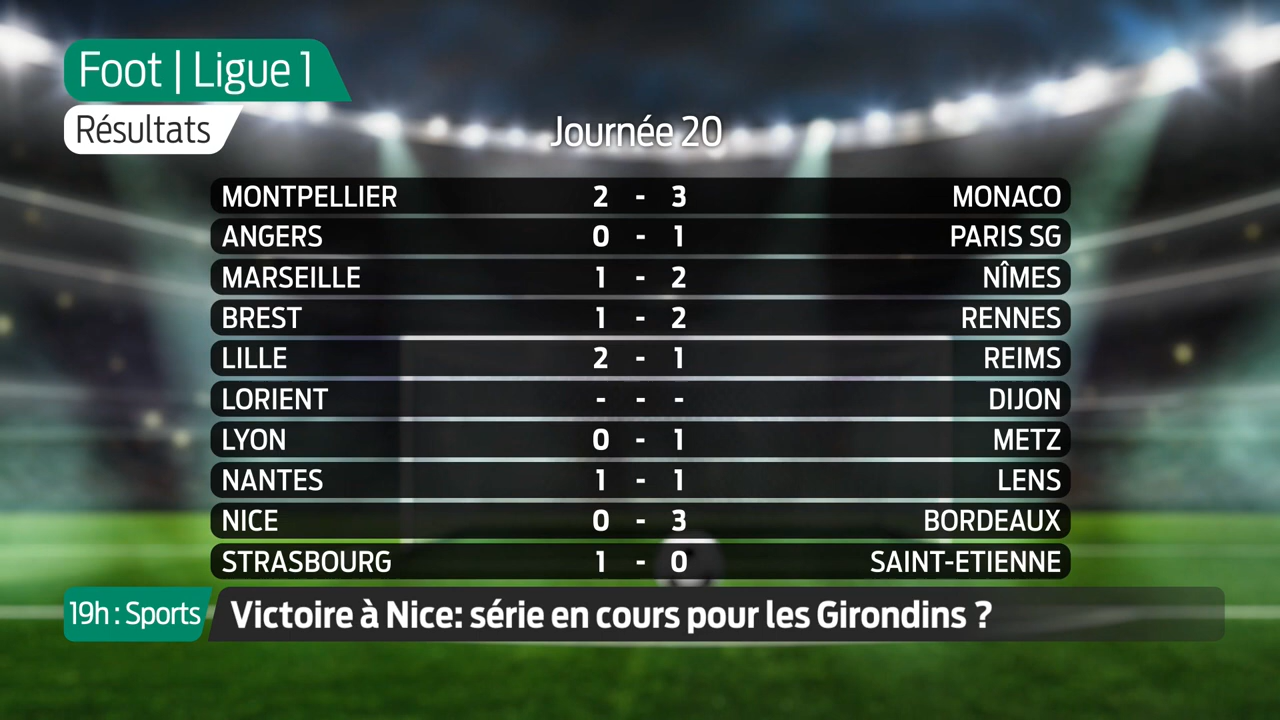 Foot | Ligue 1
Résultats
Journée 20
MONTPELLIER 2 - 3 MONACO
ANGERS 0 - 1 PARIS SG
MARSEILLE 1 - 2 NÎMES
BREST 1 - 2 RENNES
LILLE 2 - 1 REIMS
LORIENT - - - DIJON
LYON 0 - 1 METZ
NANTES 1 - 1 LENS
NICE 0 - 3 BORDEAUX
STRASBOURG 1 - 0 SAINT-ETIENNE
19h : Sports Victoire à Nice: série en cours pour les Girondins ?